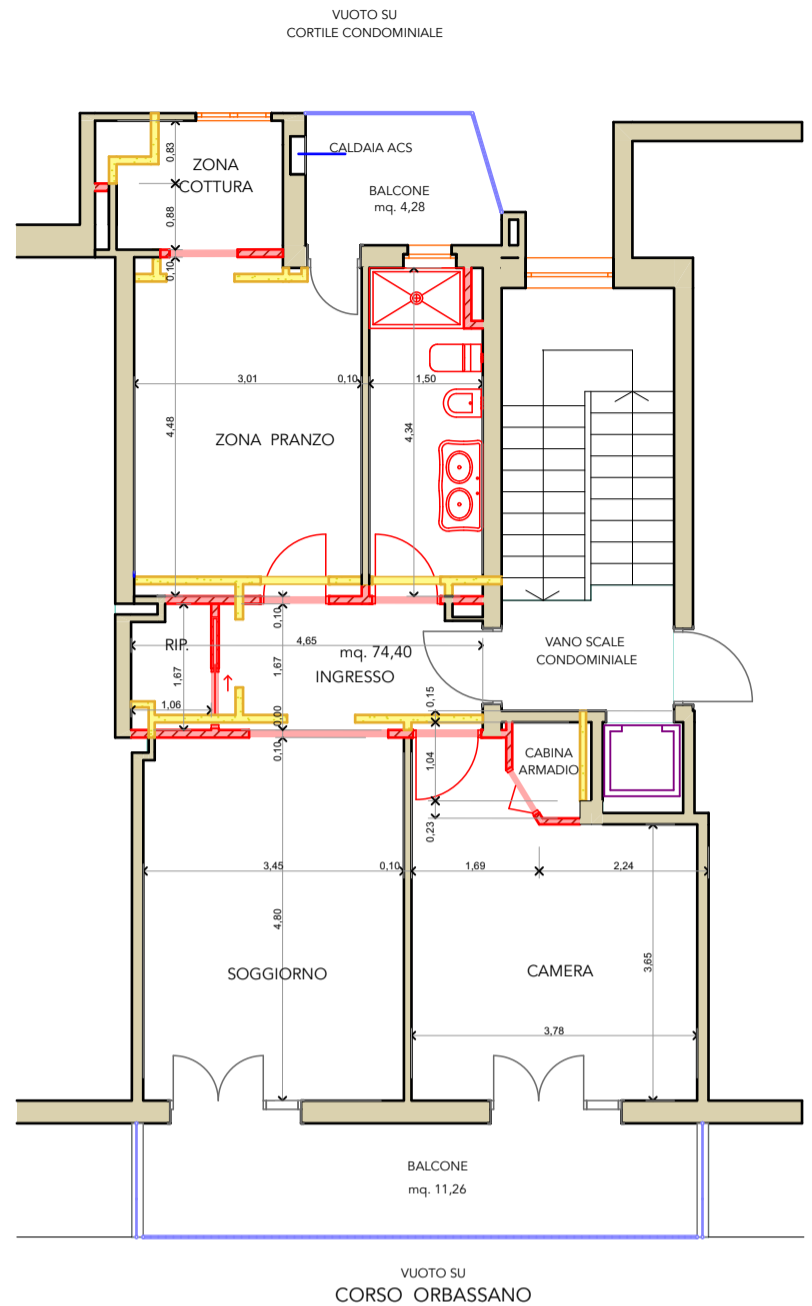 VUOTO SU
CORTILE CONDOMINIALE
CALDAIA ACS
ZONA
COTTURA
BALCONE
mq. 4,28
0,83
0,88
0,10
3,01
0,10
1,50
4,48
4,34
ZONA PRANZO
RIP.
4,65
mq. 74,40
INGRESSO
0,10
1,67
1,67
1,06
0,00
0,10
0,15
VANO SCALE
CONDOMINIALE
CABINA
ARMADIO
1,04
0,23
3,45
0,10
1,69
2,24
4,80
3,65
SOGGIORNO
CAMERA
3,78
BALCONE
mq. 11,26
VUOTO SU
CORSO ORBASSANO